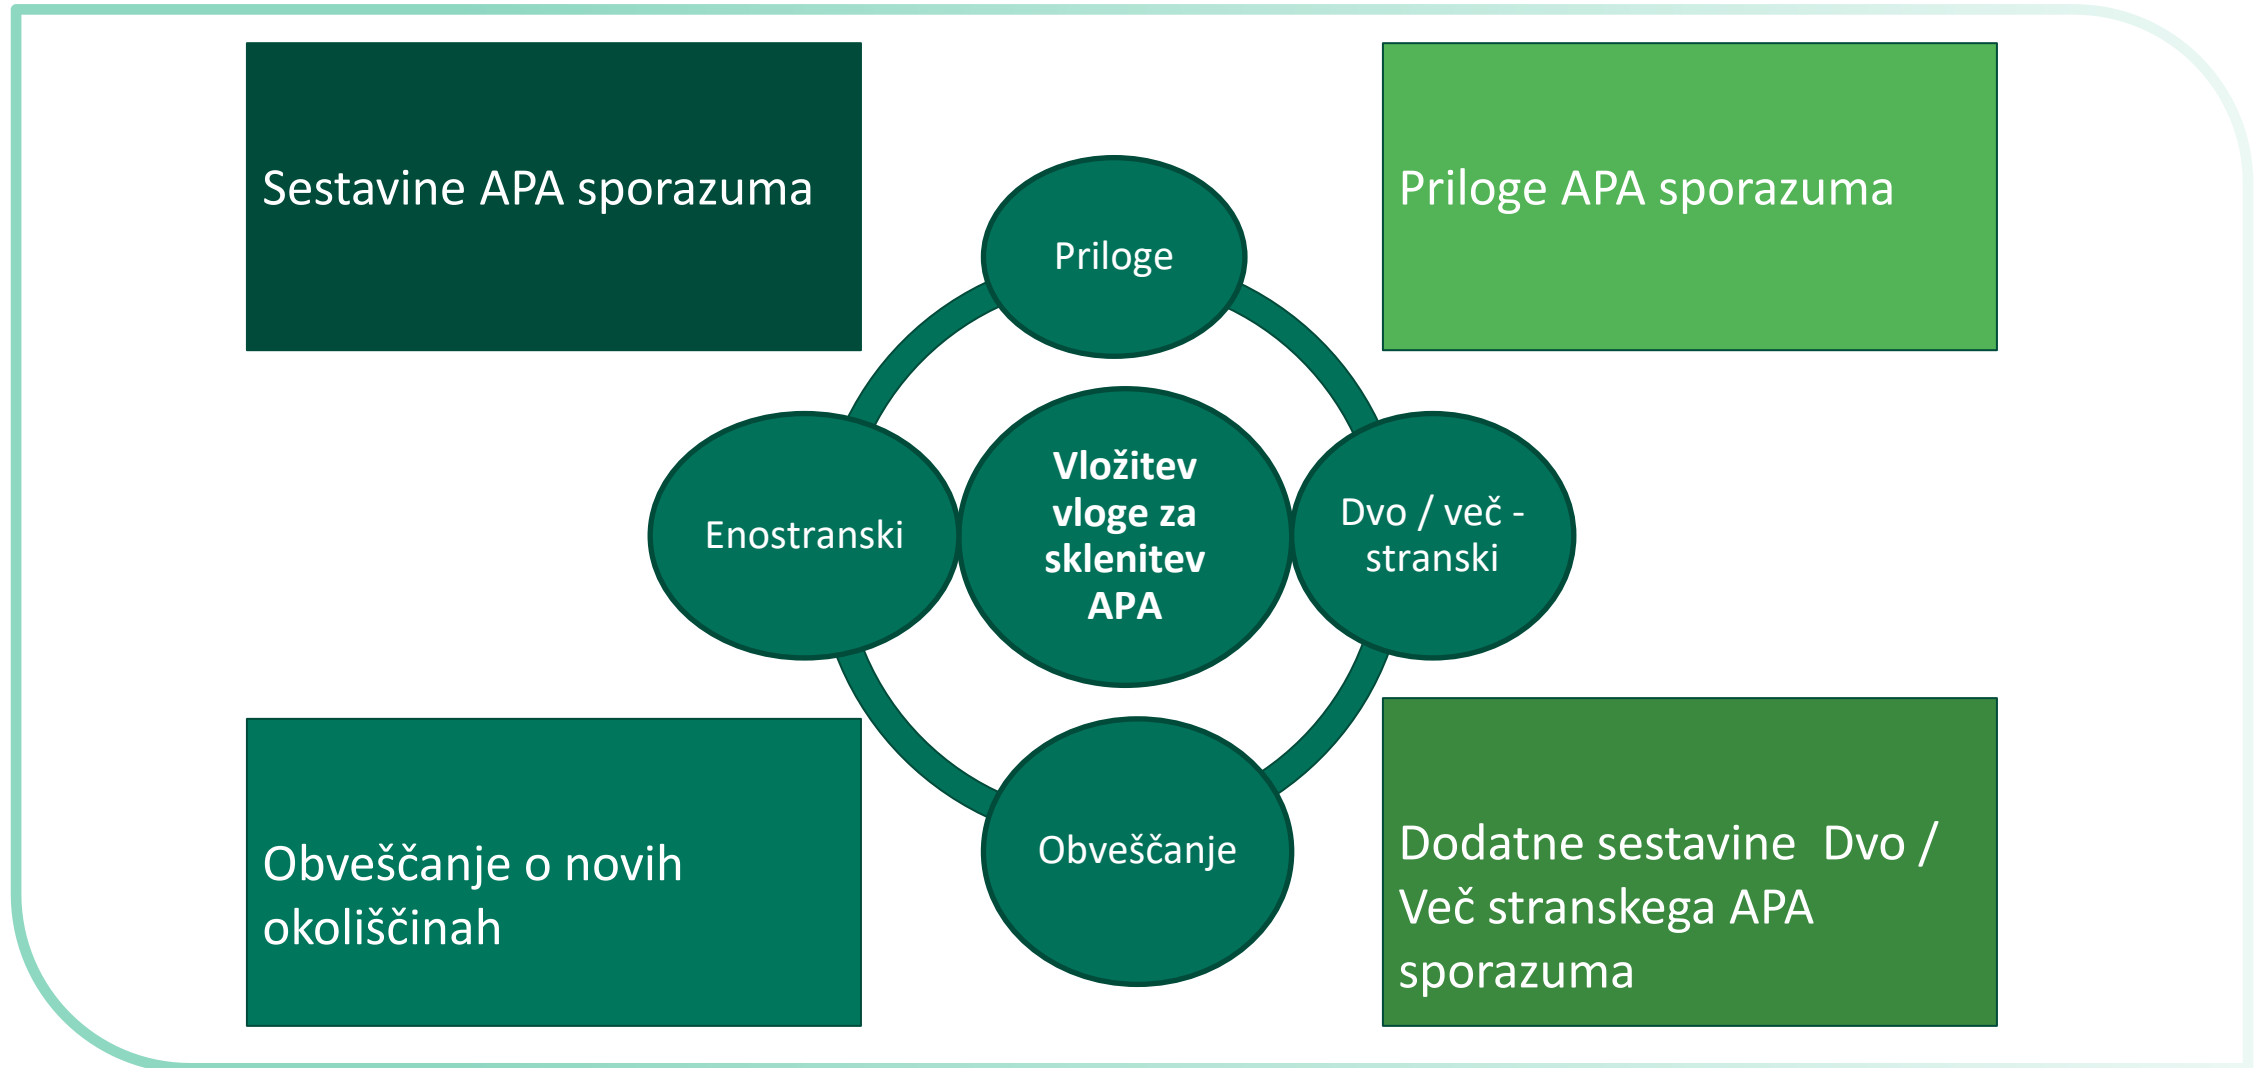 Sestavine APA sporazuma
Priloge APA sporazuma
Priloge
Enostranski
Vložitev
vloge za
sklenitev
APA
Dvo / več -
stranski
Obveščanje
Obveščanje o novih
okoliščinah
Dodatne sestavine  Dvo /
Več stranskega APA
sporazuma